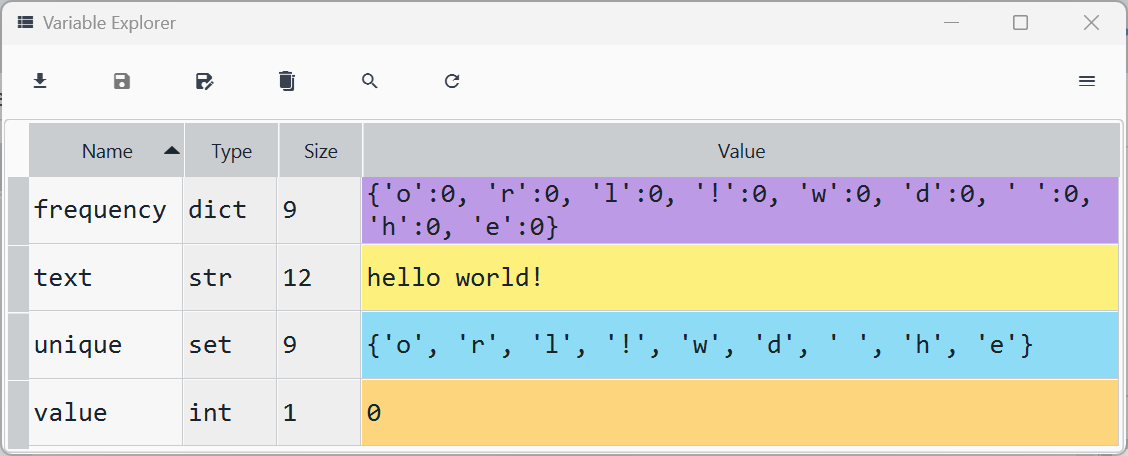 Variable Explorer
Name Type Size Value
frequency dict 9 {'o':0, 'r':0, 'l':0, '!':0, 'w':0, 'd':0, ' ':0,
'h':0, 'e':0}
text str 12 hello world!
unique set 9 {'o', 'r', 'l', '!', 'w', 'd', ' ', 'h', 'e'}
value int 1 0